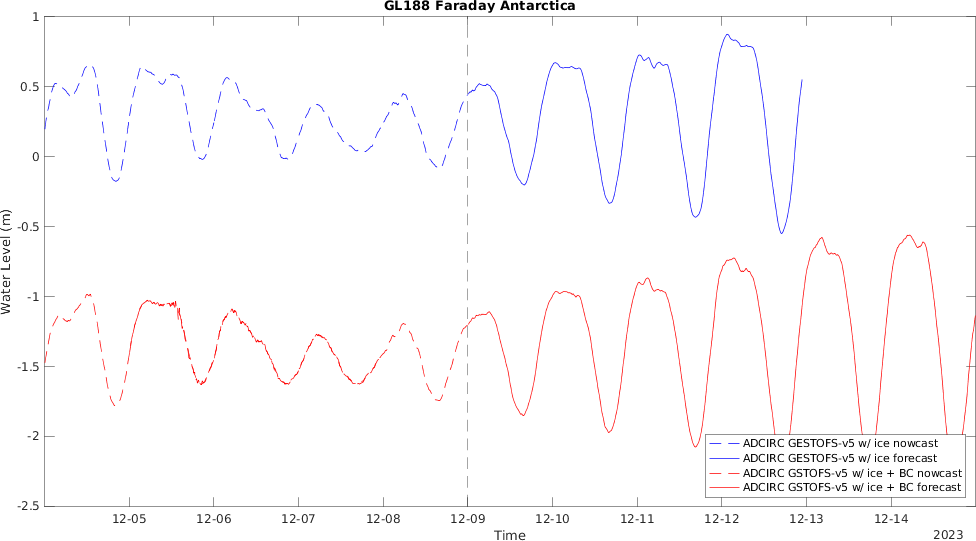 GL188 Faraday Antarctica
1
0.5
0
-0.5
-1
-1.5
-2
-2.5
Water Level (m)
ADCIRC GESTOFS-v5 w/ ice nowcast
ADCIRC GESTOFS-v5 w/ ice forecast
ADCIRC GSTOFS-v5 w/ ice + BC nowcast
ADCIRC GSTOFS-v5 w/ ice + BC forecast
12-05 12-06 12-07 12-08 12-09 12-10 12-11 12-12 12-13 12-14
Time
2023